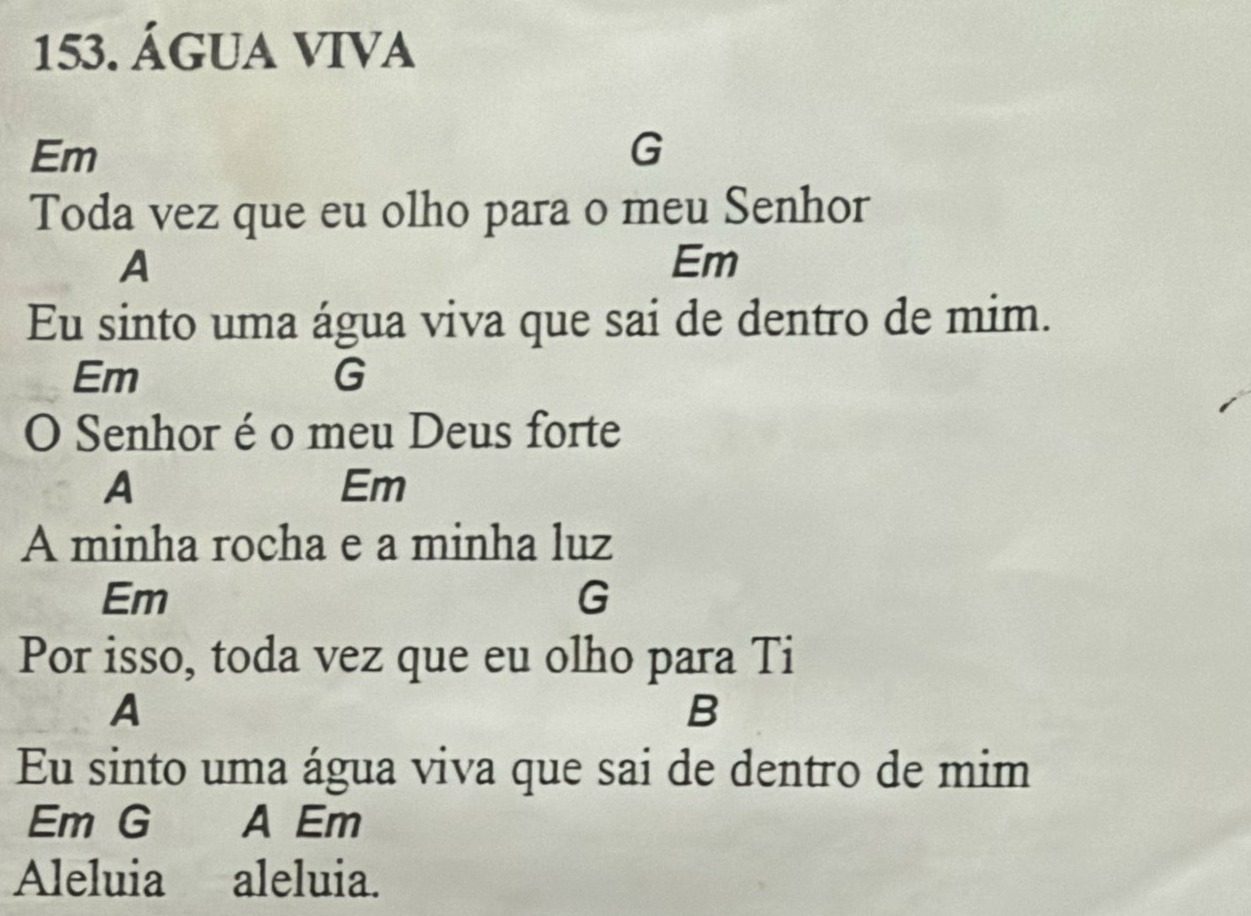 153. ÁGUA VIVA
Em G
Toda vez que eu olho para o meu Senhor
A Em
Eu sinto uma água viva que sai de dentro de mim.
Em G
O Senhor é o meu Deus forte
A Em
A minha rocha e a minha luz
Em G
Por isso, toda vez que eu olho para Ti
A B
Eu sinto uma água viva que sai de dentro de mim
Em G A Em
Aleluia aleluia.